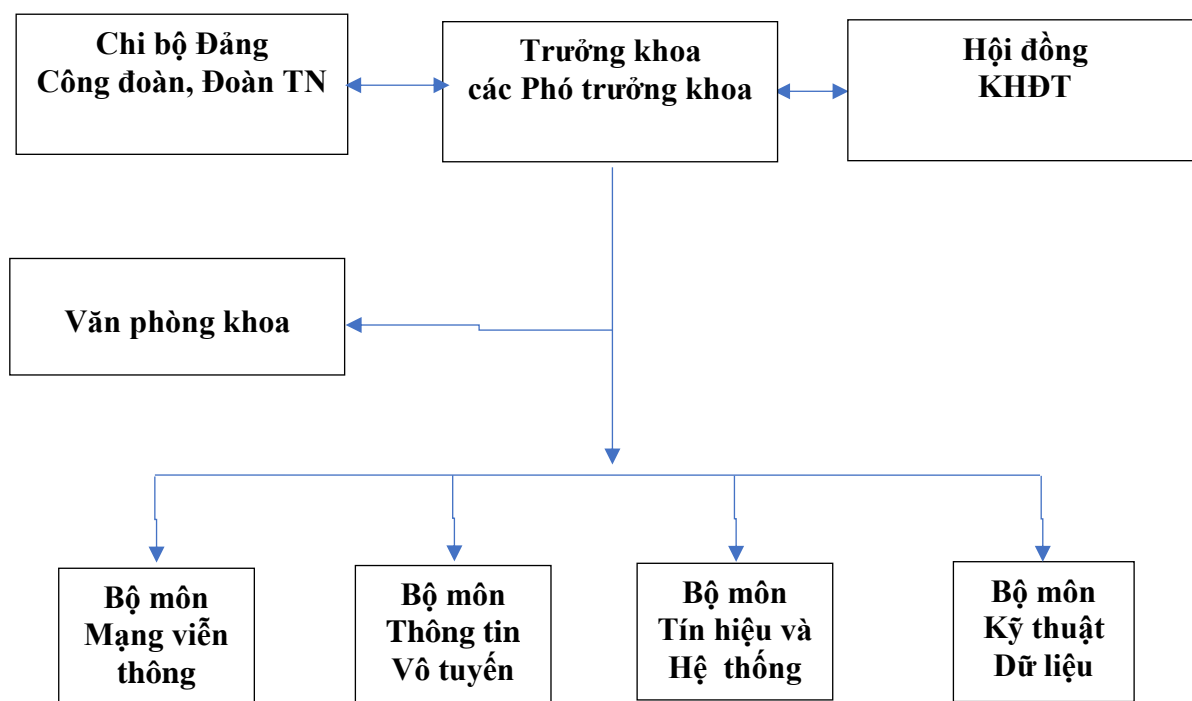 Chi bộ Đảng
Công đoàn, Đoàn TN
Trưởng khoa
các Phó trưởng khoa
Hội đồng
KHĐT
Văn phòng khoa
Bộ môn
Mạng viễn
thông
Bộ môn
Thông tin
Vô tuyến
Bộ môn
Tín hiệu và
Hệ thống
Bộ môn
Kỹ thuật
Dữ liệu